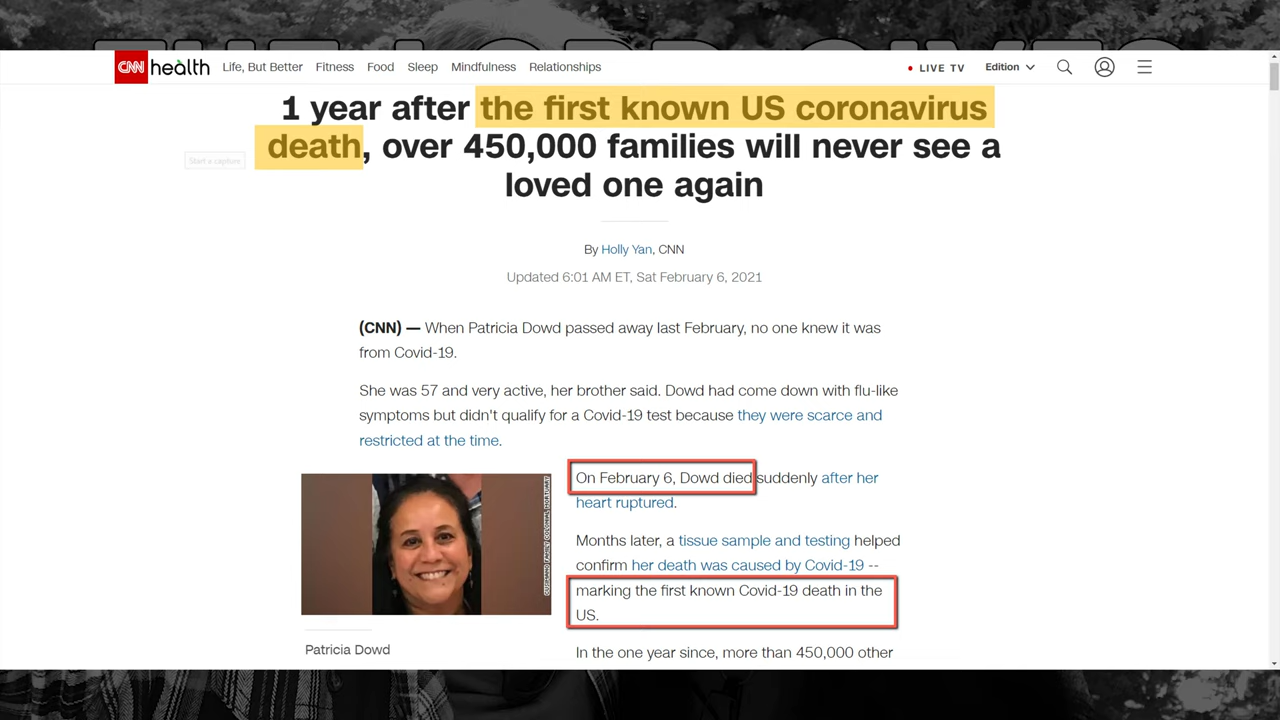 CNN health Life, But Better Fitness Food Sleep Mindfulness Relationships LIVE TV Edition
1 year after the first known US coronavirus
death, over 450,000 families will never see a
loved one again
Start a capture
By Holly Yan, CNN
Updated 6:01 AM ET, Sat February 6, 2021
(CNN) — When Patricia Dowd passed away last February, no one knew it was
from Covid-19.
She was 57 and very active, her brother said. Dowd had come down with flu-like
symptoms but didn't qualify for a Covid-19 test because they were scarce and
restricted at the time.
On February 6, Dowd died suddenly after her
heart ruptured.
Months later, a tissue sample and testing helped
confirm her death was caused by Covid-19 --
marking the first known Covid-19 death in the
US.
In the one year since, more than 450,000 other
CUSIMANO FAMILY COLONIAL MORTUARY
Patricia Dowd